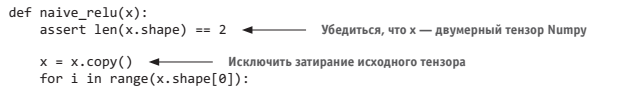 def naive_relu(x):
    assert len(x.shape) == 2 Убедиться, что x — двумерный тензор Numpy
    x = x.copy() Исключить затирание исходного тензора
    for i in range(x.shape[0]):